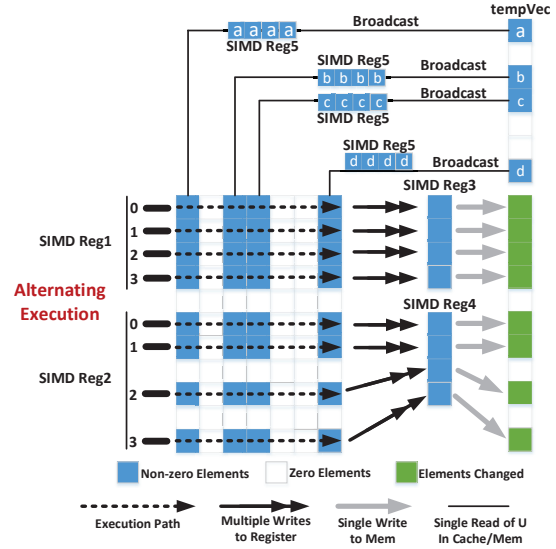 tempVec
Broadcast
a a a a
a
SIMD Reg5
SIMD Reg5
Broadcast
b b b b
b
c c c c
c
Broadcast
SIMD Reg5
SIMD Reg5
d d d d
d
Broadcast
SIMD Reg3
0
1
SIMD Reg1
2
3
Alternating
Execution
SIMD Reg4
0
1
SIMD Reg2
2
3
Non-zero Elements
Zero Elements
Elements Changed
Execution Path
Multiple Writes
to Register
Single Write
to Mem
Single Read of U
In Cache/Mem